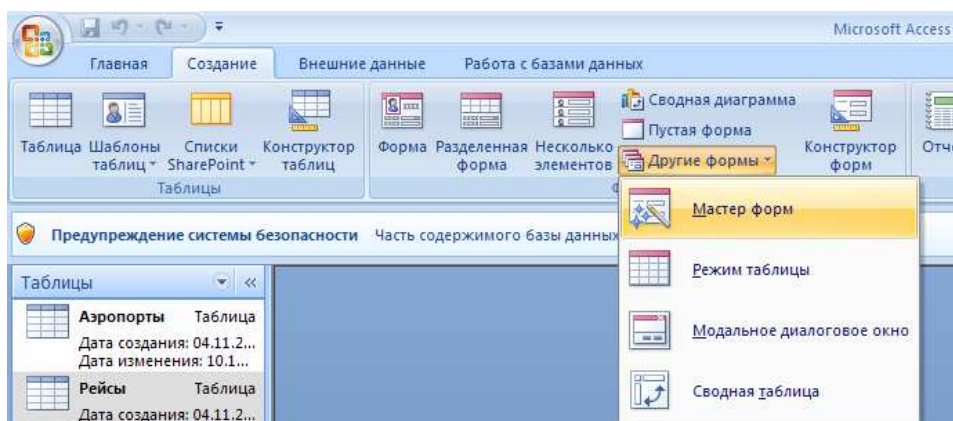 Microsoft Access
Главная Создание Внешние данные Работа с базами данных
Таблица Шаблоны таблиц Списки SharePoint Конструктор таблиц
Таблицы
Форма Разделенная форма Несколько элементов
Сводная диаграмма
Пустая форма
Другие формы
Конструктор форм
Отч
Мастер форм
Режим таблицы
Модальное диалоговое окно
Сводная таблица
Предупреждение системы безопасности Часть содержимого базы данных
Таблицы
Аэропорты Таблица
Дата создания: 04.11.2...
Дата изменения: 10.1...
Рейсы Таблица
Дата создания: 04.11.2...